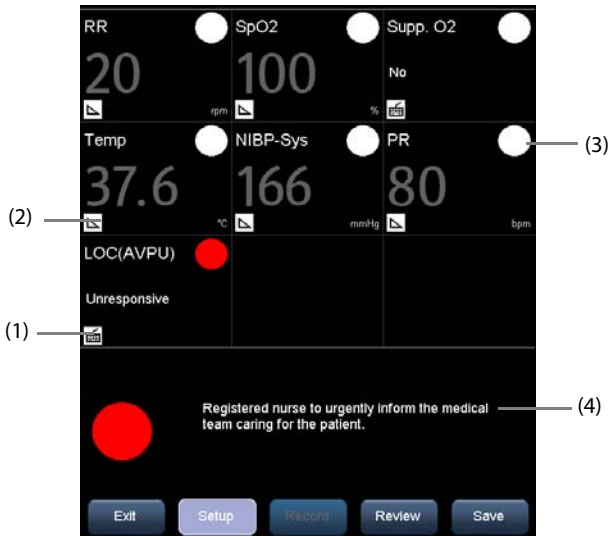 RR
SpO2
Supp. O2
20
100
No
rpm
%
Temp
NIBP-Sys
PR
(3)
37.6
166
80
(2)
°C
mmHg
bpm
LOC(AVPU)
Unresponsive
(1)
Registered nurse to urgently inform the medical
team caring for the patient.
(4)
Exit
Setup
Record
Review
Save